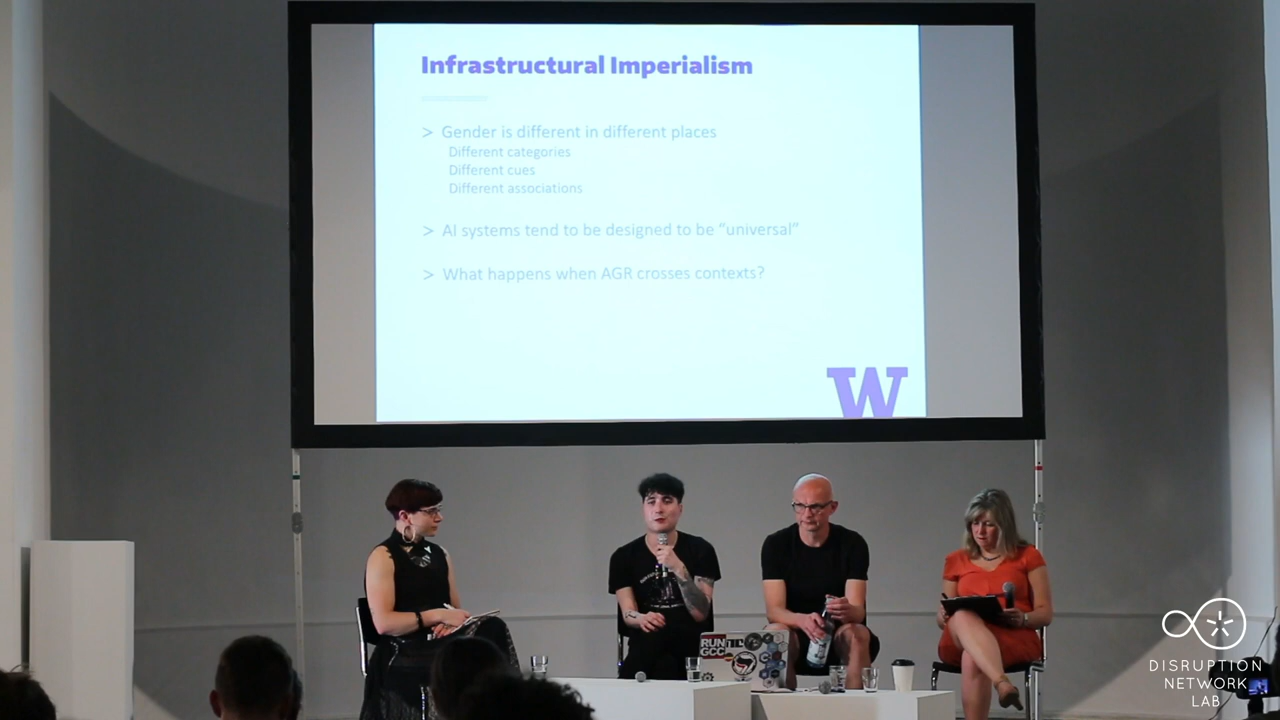 Infrastructural Imperialism
> Gender is different in different places
Different categories
Different cues
Different associations
> AI systems tend to be designed to be “universal”
> What happens when AGR crosses contexts?
W
DISRUPTION
NETWORK
LAB